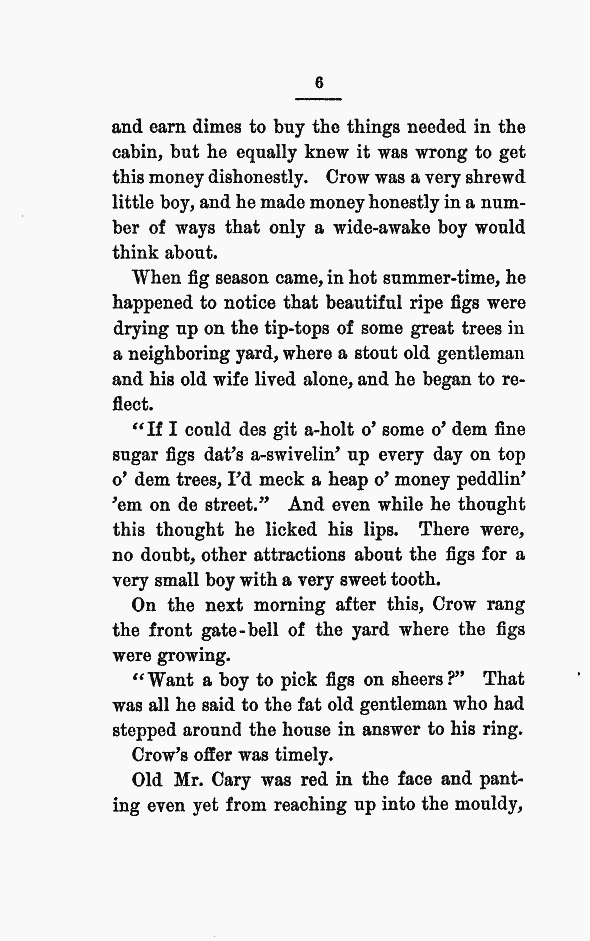 6
and earn dimes to buy the things needed in the
cabin, but he equally knew it was wrong to get
this money dishonestly. Crow was a very shrewd
little boy, and he made money honestly in a num-
ber of ways that only a wide-awake boy would
think about.
When fig season came, in hot summer-time, he
happened to notice that beautiful ripe figs were
drying up on the tip-tops of some great trees in
a neighboring yard, where a stout old gentleman
and his old wife lived alone, and he began to re-
flect.
“If I could des git a-holt o’ some o’ dem fine
sugar figs dat’s a-swivelin’ up every day on top
o’ dem trees, I’d meck a heap o’ money peddlin’
’em on de street.” And even while he thought
this thought he licked his lips. There were,
no doubt, other attractions about the figs for a
very small boy with a very sweet tooth.
On the next morning after this, Crow rang
the front gate-bell of the yard where the figs
were growing.
“Want a boy to pick figs on sheers?” That
was all he said to the fat old gentleman who had
stepped around the house in answer to his ring.
Crow’s offer was timely.
Old Mr. Cary was red in the face and pant-
ing even yet from reaching up into the mouldy,